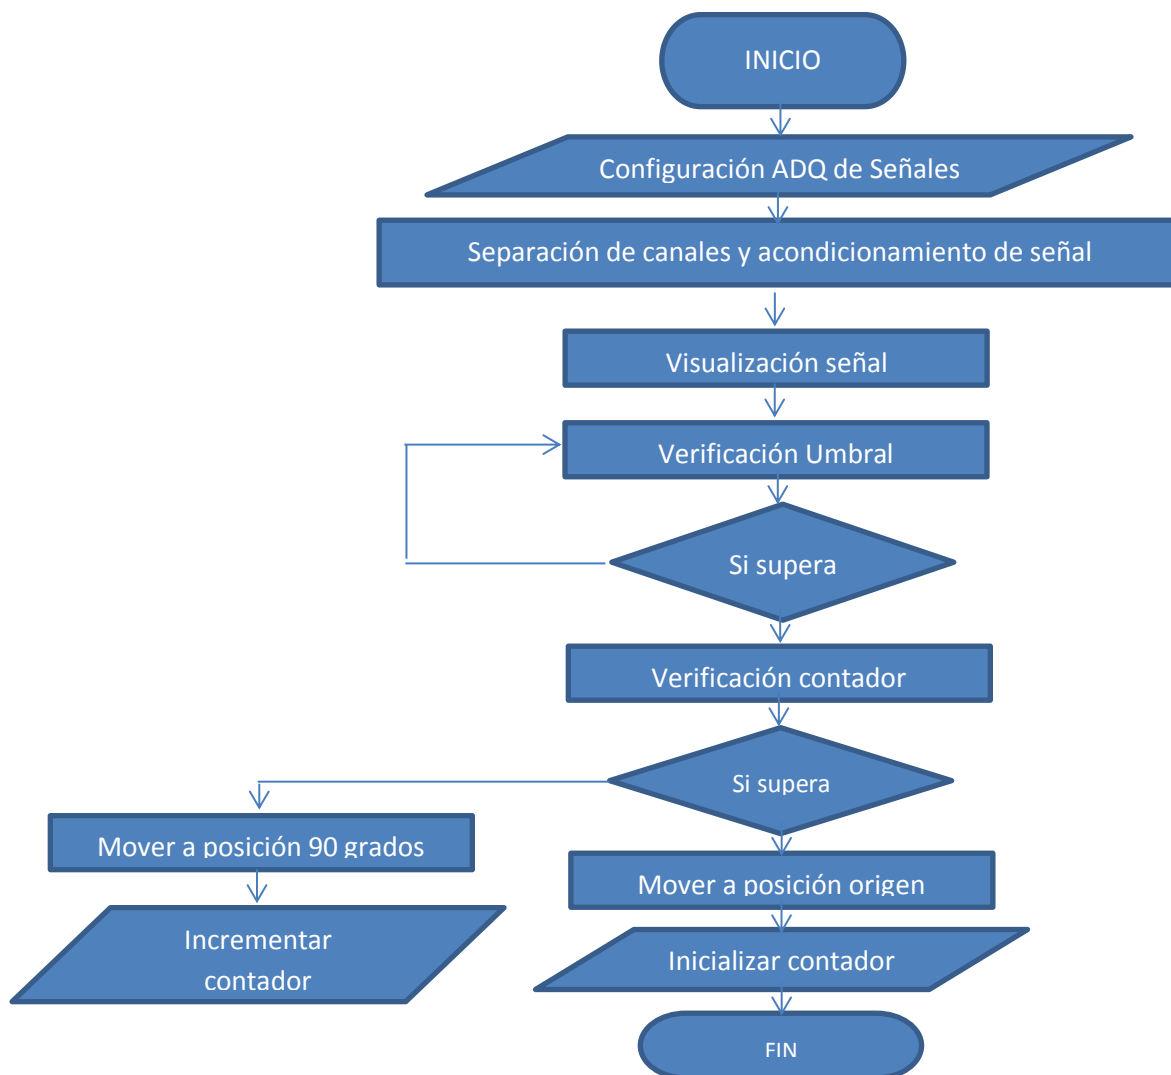 INICIO
Configuración ADQ de Señales
Separación de canales y acondicionamiento de señal
Visualización señal
Verificación Umbral
Si supera
Verificación contador
Si supera
Mover a posición 90 grados
Mover a posición origen
Incrementar
contador
Inicializar contador
FIN